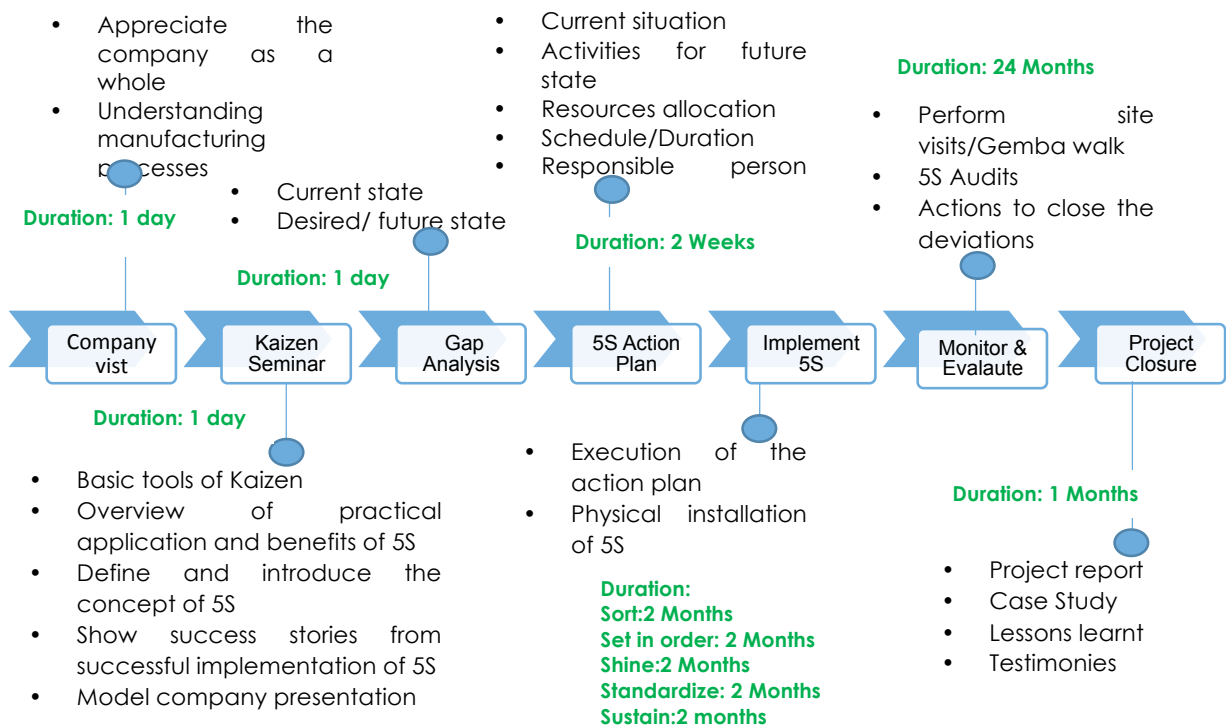 • Appreciate the
company as a
whole
• Understanding
manufacturing
processes
Duration: 1 day
• Current state
• Desired/ future state
Duration: 1 day
• Current situation
• Activities for future
state
• Resources allocation
• Schedule/Duration
• Responsible person
Duration: 2 Weeks
Duration: 24 Months
• Perform site
visits/Gemba walk
• 5S Audits
• Actions to close the
deviations
Company
vist
Kaizen
Seminar
Gap
Analysis
5S Action
Plan
Implement
5S
Monitor &
Evalaute
Project
Closure
Duration: 1 day
• Basic tools of Kaizen
• Overview of practical
application and benefits of 5S
• Define and introduce the
concept of 5S
• Show success stories from
successful implementation of 5S
• Model company presentation
• Execution of the
action plan
• Physical installation
of 5S
Duration:
Sort:2 Months
Set in order: 2 Months
Shine:2 Months
Standardize: 2 Months
Sustain:2 months
Duration: 1 Months
• Project report
• Case Study
• Lessons learnt
• Testimonies